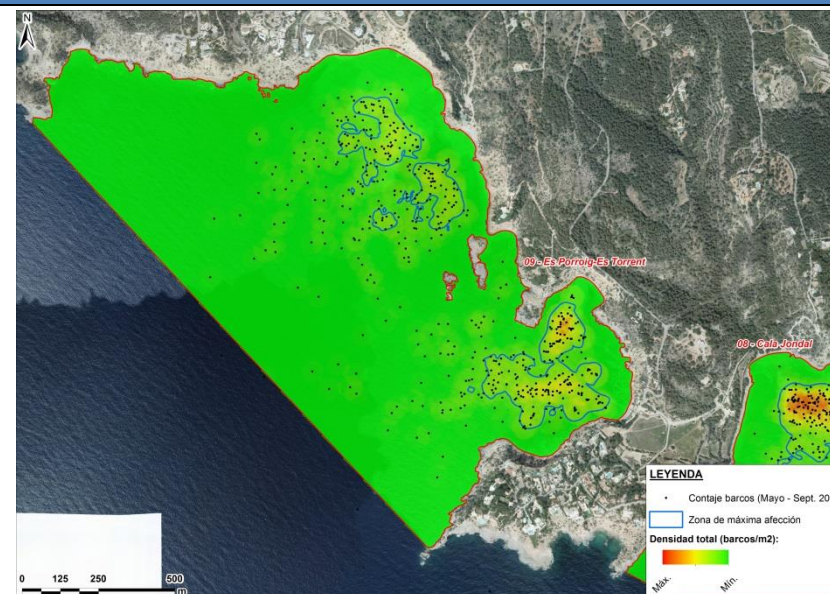 N
09 - Es Porroig-Es Torrent
08 - Cala Jondal
LEYENDA
Contaje barcos (Mayo - Sept. 20
Zona de máxima afección
Densidad total (barcos/m2):
Máx.
Mín.
0 125 250 500
m